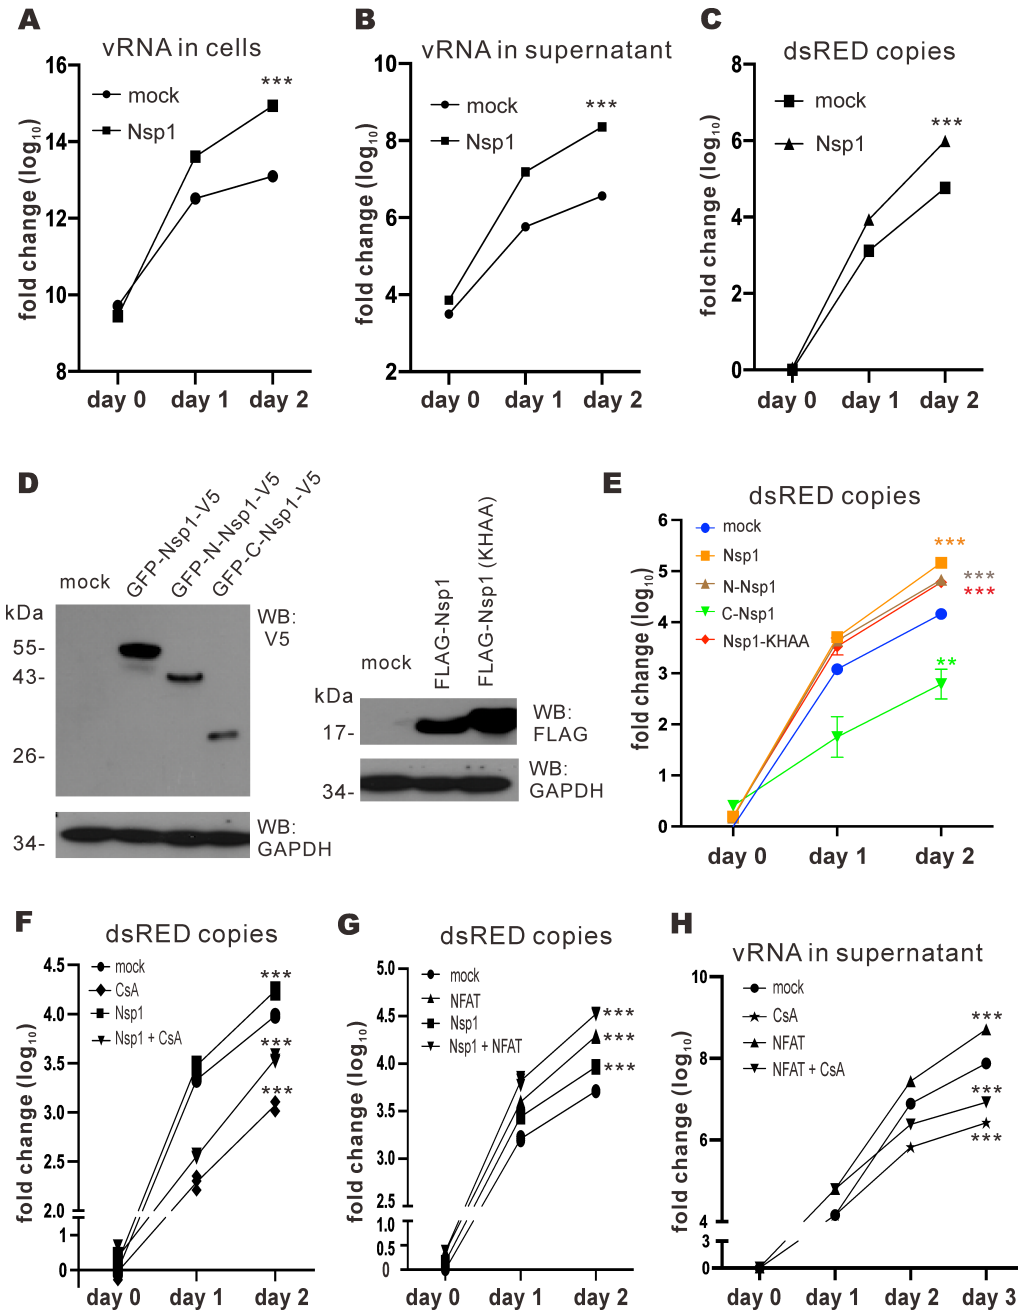 A
vRNA in cells
fold change (log10)
16
14
12
10
8
mock
Nsp1
***
day 0 day 1 day 2
B
vRNA in supernatant
fold change (log10)
10
8
6
4
2
mock
Nsp1
***
day 0 day 1 day 2
C
dsRED copies
fold change (log10)
8
6
4
2
0
mock
Nsp1
***
day 0 day 1 day 2
D
mock
GFP-Nsp1-V5
GFP-N-Nsp1-V5
GFP-C-Nsp1-V5
kDa
55-
43-
26-
34-
WB:
V5
WB:
GAPDH
mock
FLAG-Nsp1
FLAG-Nsp1 (KHAA)
kDa
17-
34-
WB:
FLAG
WB:
GAPDH
E
dsRED copies
fold change (log10)
6
5
4
3
2
1
0
mock
Nsp1
N-Nsp1
C-Nsp1
Nsp1-KHAA
***
***
***
**
day 0 day 1 day 2
F
dsRED copies
fold change (log10)
4.5
4.0
3.5
3.0
2.5
2.0
1
0
mock
CsA
Nsp1
Nsp1 + CsA
***
***
***
day 0 day 1 day 2
G
dsRED copies
fold change (log10)
5.0
4.5
4.0
3.5
3.0
2.5
1.0
0.5
0
mock
NFAT
Nsp1
Nsp1 + NFAT
***
***
***
day 0 day 1 day 2
H
vRNA in supernatant
fold change (log10)
10
8
6
4
3
0
mock
CsA
NFAT
NFAT + CsA
***
***
***
day 0 day 1 day 2 day 3